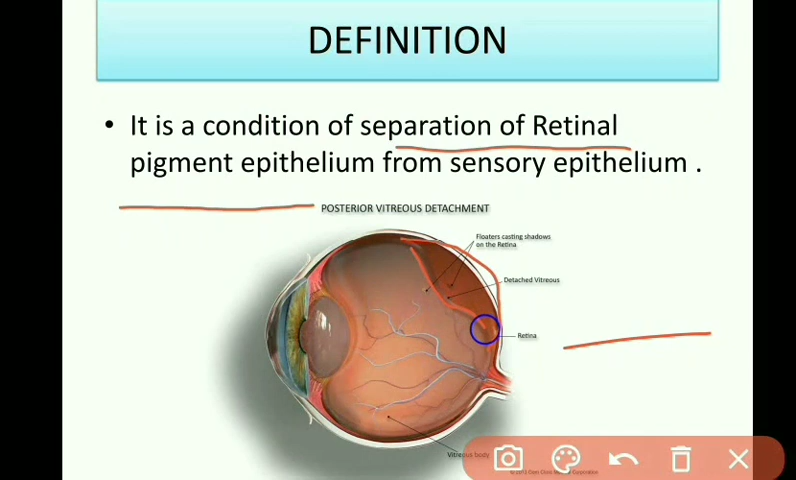 DEFINITION
• It is a condition of separation of Retinal
pigment epithelium from sensory epithelium .
POSTERIOR VITREOUS DETACHMENT
Floaters casting shadows
on the Retina
Detached Vitreous
Retina
Vitreous body